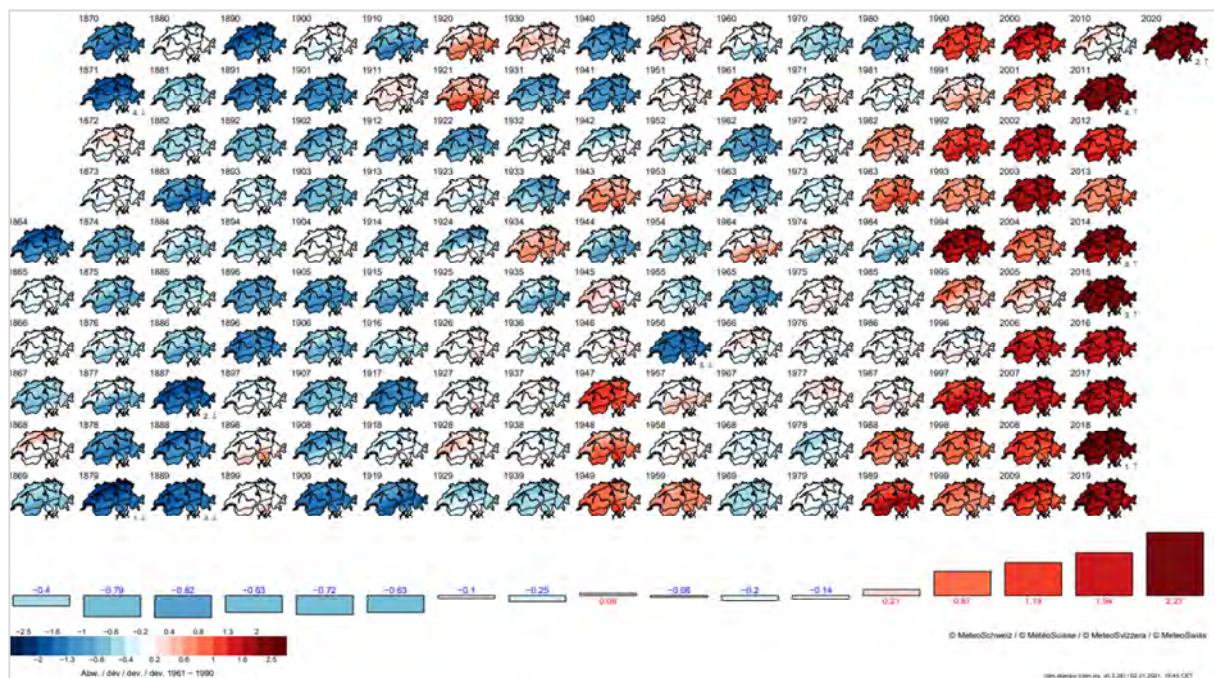 1870 1880 1890 1900 1910 1920 1930 1940 1950 1960 1970 1980 1990 2000 2010 2020
2. ↑
1871 1881 1891 1901 1911 1921 1931 1941 1951 1961 1971 1981 1991 2001 2011
1872 1882 1892 1902 1912 1922 1932 1942 1952 1962 1972 1982 1992 2002 2012
1873 1883 1893 1903 1913 1923 1933 1943 1953 1963 1973 1983 1993 2003 2013
1864 1874 1884 1894 1904 1914 1924 1934 1944 1954 1964 1974 1984 1994 2004 2014
1865 1875 1885 1895 1905 1915 1925 1935 1945 1955 1965 1975 1985 1995 2005 2015
3. ↑
1866 1876 1886 1896 1906 1916 1926 1936 1946 1956 1966 1976 1986 1996 2006 2016
1867 1877 1887 1897 1907 1917 1927 1937 1947 1957 1967 1977 1987 1997 2007 2017
2. ↓
1868 1878 1888 1898 1908 1918 1928 1938 1948 1958 1968 1978 1988 1998 2008 2018
1. ↑
1869 1879 1889 1899 1909 1919 1929 1939 1949 1959 1969 1979 1989 1999 2009 2019
1. ↓
−0.4 −0.79 −0.82 −0.63 −0.72 −0.63 −0.1 −0.25 −0.2 −0.14 0.21 0.87 1.54 2.27
−2.5 −1.6 −1 −0.6 −0.2 0.4 0.8 1.3 2
−2 −1.3 −0.8 −0.4 0.2 0.6 1 1.6 2.5
Abw. / dév / dev. / dev. 1961 − 1990
© MeteoSchweiz / © MétéoSuisse / © MeteoSvizzera / © MeteoSwiss